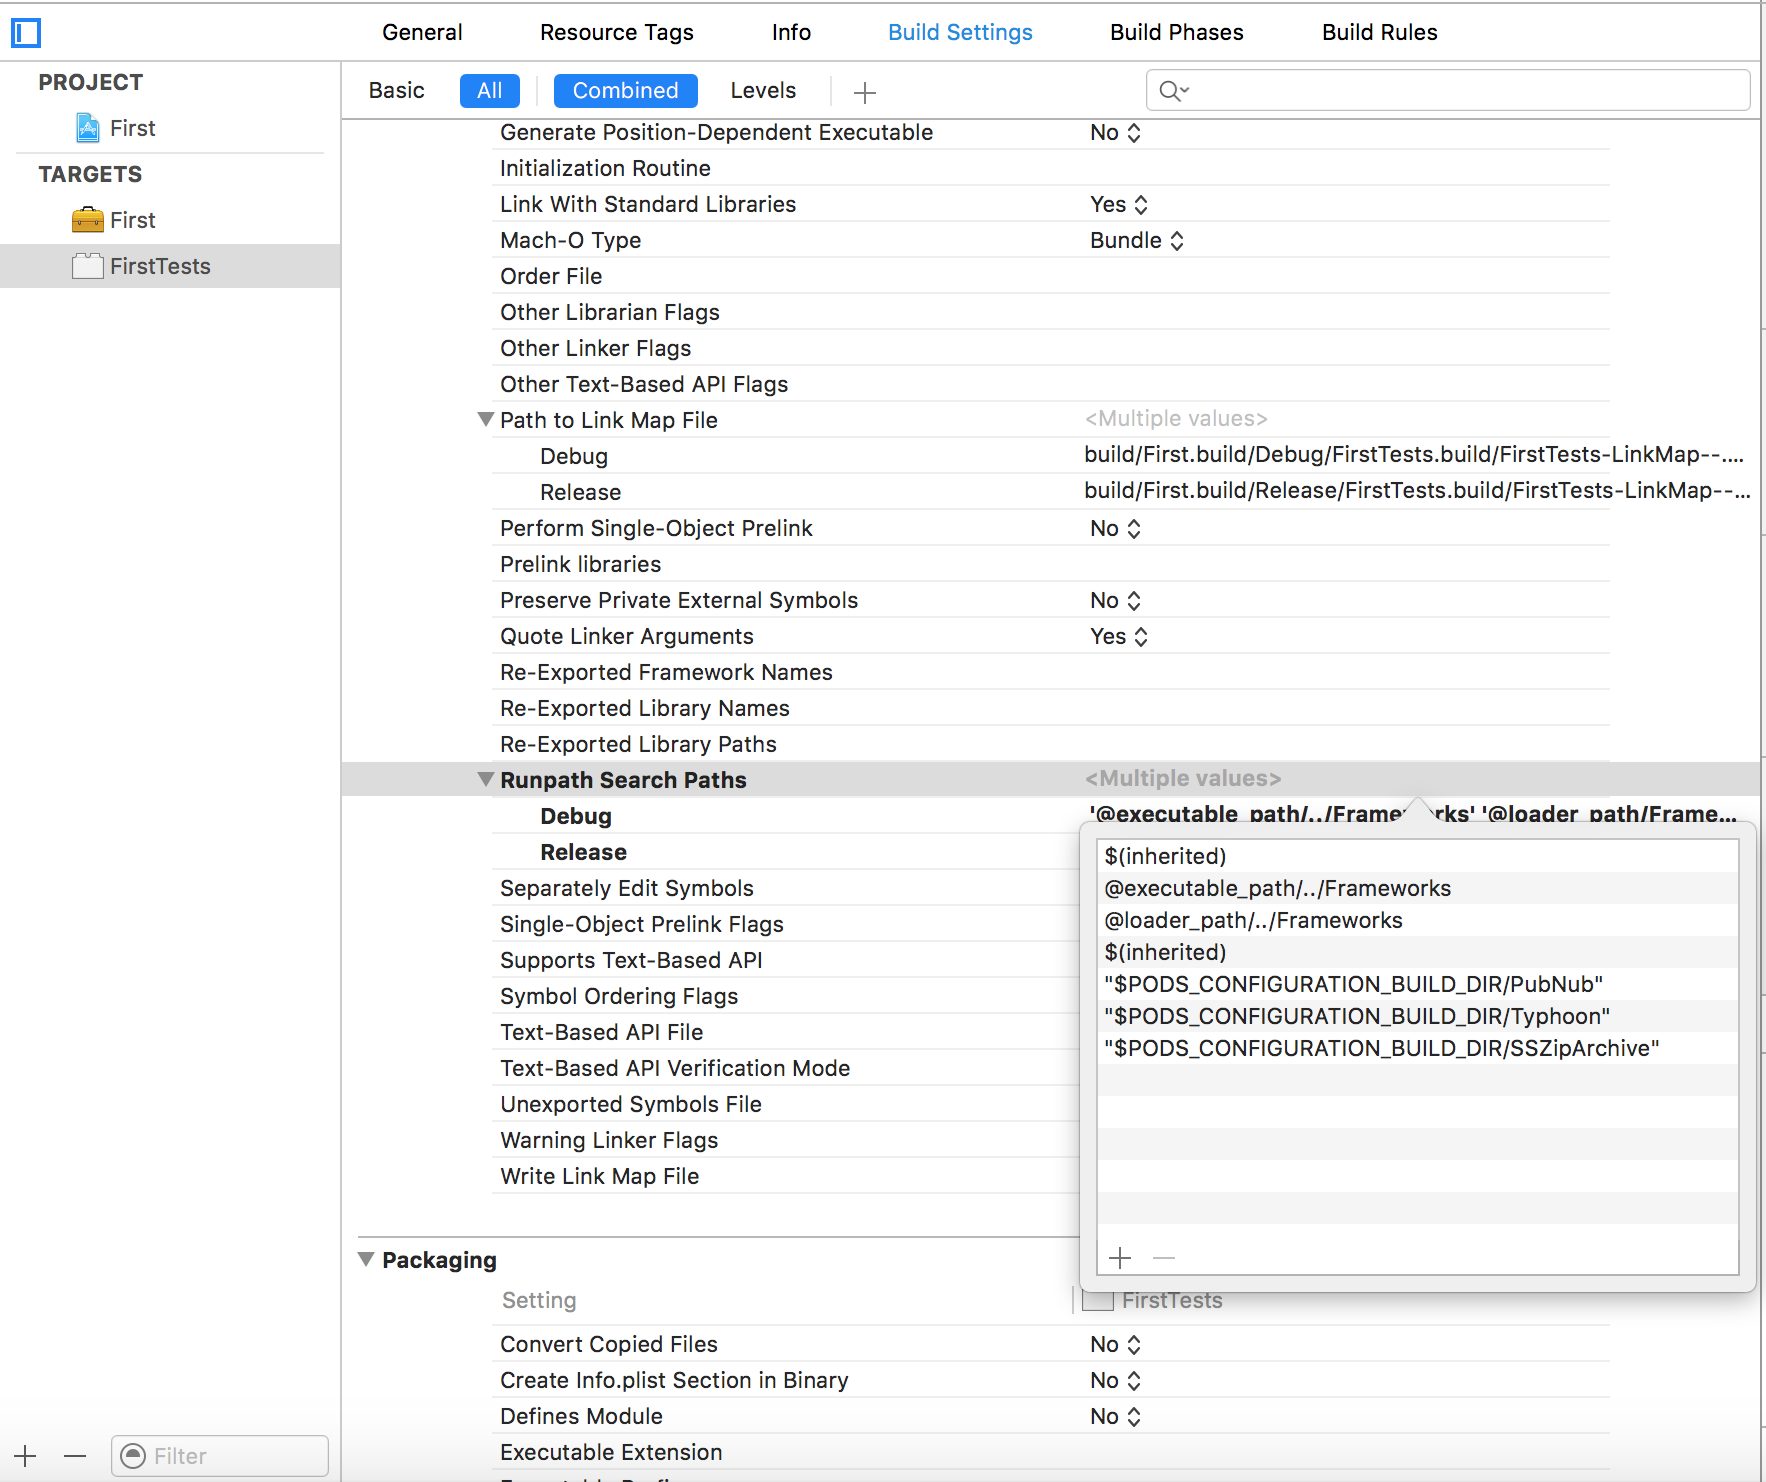 General Resource Tags Info Build Settings Build Phases Build Rules
PROJECT
First
TARGETS
First
FirstTests
Basic All Combined Levels
Generate Position-Dependent Executable No
Initialization Routine
Link With Standard Libraries Yes
Mach-O Type Bundle
Order File
Other Librarian Flags
Other Linker Flags
Other Text-Based API Flags
Path to Link Map File <Multiple values>
Debug build/First.build/Debug/FirstTests.build/FirstTests-LinkMap--....
Release build/First.build/Release/FirstTests.build/FirstTests-LinkMap--...
Perform Single-Object Prelink No
Prelink libraries
Preserve Private External Symbols No
Quote Linker Arguments Yes
Re-Exported Framework Names
Re-Exported Library Names
Re-Exported Library Paths
Runpath Search Paths <Multiple values>
Debug '@executable_path/../Frameworks' '@loader_path/Frame...
Release
Separately Edit Symbols
Single-Object Prelink Flags
Supports Text-Based API
Symbol Ordering Flags
Text-Based API File
Text-Based API Verification Mode
Unexported Symbols File
Warning Linker Flags
Write Link Map File
$(inherited)
@executable_path/../Frameworks
@loader_path/../Frameworks
$(inherited)
"$PODS_CONFIGURATION_BUILD_DIR/PubNub"
"$PODS_CONFIGURATION_BUILD_DIR/Typhoon"
"$PODS_CONFIGURATION_BUILD_DIR/SSZipArchive"
Packaging
Setting FirstTests
Convert Copied Files No
Create Info.plist Section in Binary No
Defines Module No
Executable Extension
Filter